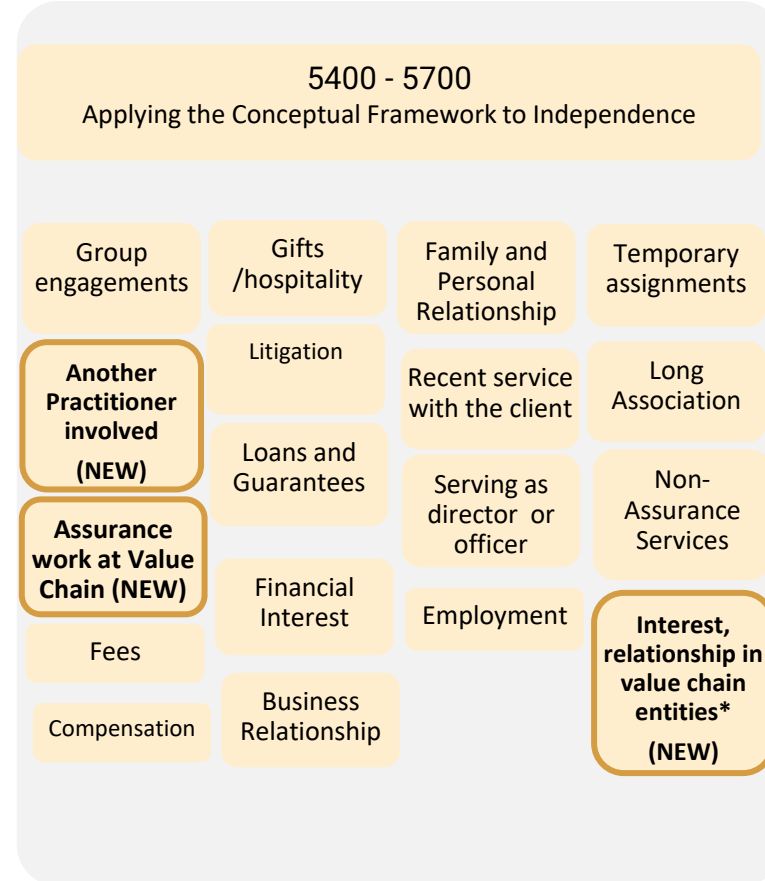 5400 - 5700
Applying the Conceptual Framework to Independence
Group
engagements
Another
Practitioner
involved
(NEW)
Assurance
work at Value
Chain (NEW)
Fees
Compensation
Gifts
/hospitality
Litigation
Loans and
Guarantees
Financial
Interest
Business
Relationship
Family and
Personal
Relationship
Recent service
with the client
Serving as
director or
officer
Employment
Temporary
assignments
Long
Association
Non-
Assurance
Services
Interest,
relationship in
value chain
entities*
(NEW)